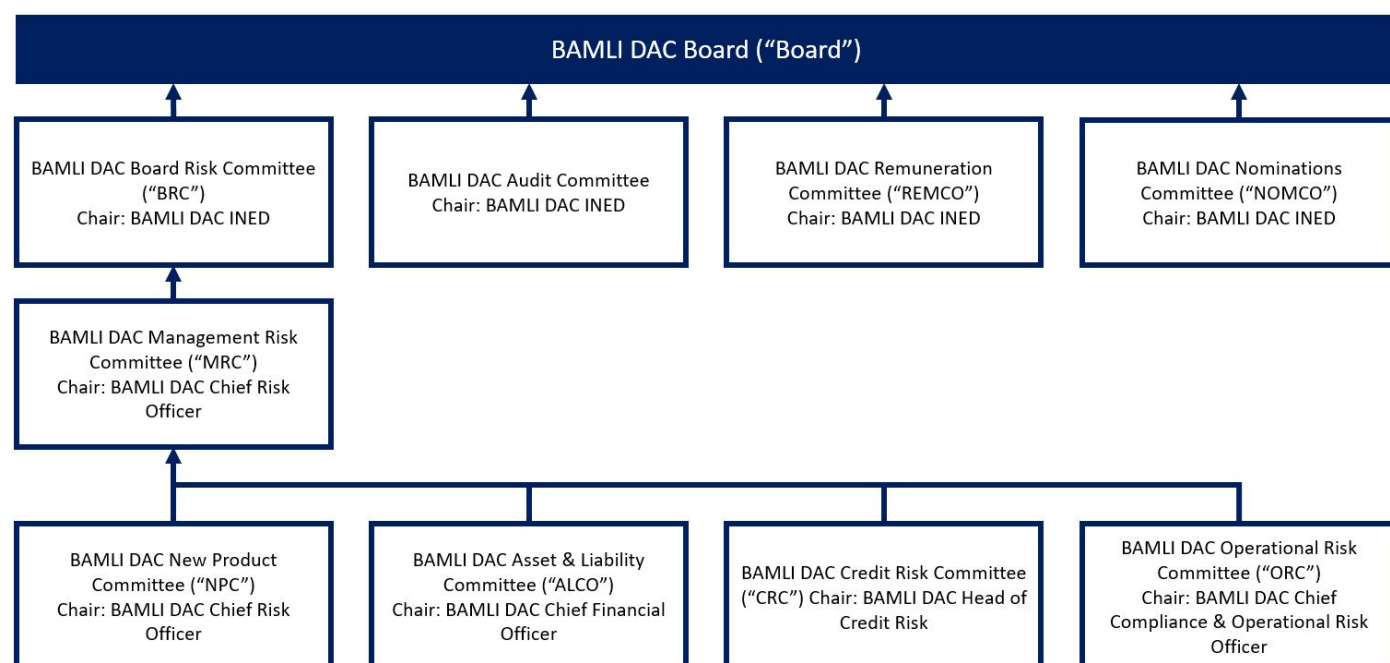 BAMLI DAC Board (“Board”)
BAMLI DAC Board Risk Committee
(“BRC”)
Chair: BAMLI DAC INED
BAMLI DAC Audit Committee
Chair: BAMLI DAC INED
BAMLI DAC Remuneration
Committee (“REMCO”)
Chair: BAMLI DAC INED
BAMLI DAC Nominations
Committee (“NOMCO”)
Chair: BAMLI DAC INED
BAMLI DAC Management Risk
Committee (“MRC”)
Chair: BAMLI DAC Chief Risk
Officer
BAMLI DAC New Product
Committee (“NPC”)
Chair: BAMLI DAC Chief Risk
Officer
BAMLI DAC Asset & Liability
Committee (“ALCO”)
Chair: BAMLI DAC Chief Financial
Officer
BAMLI DAC Credit Risk Committee
(“CRC”) Chair: BAMLI DAC Head of
Credit Risk
BAMLI DAC Operational Risk
Committee (“ORC”)
Chair: BAMLI DAC Chief
Compliance & Operational Risk
Officer